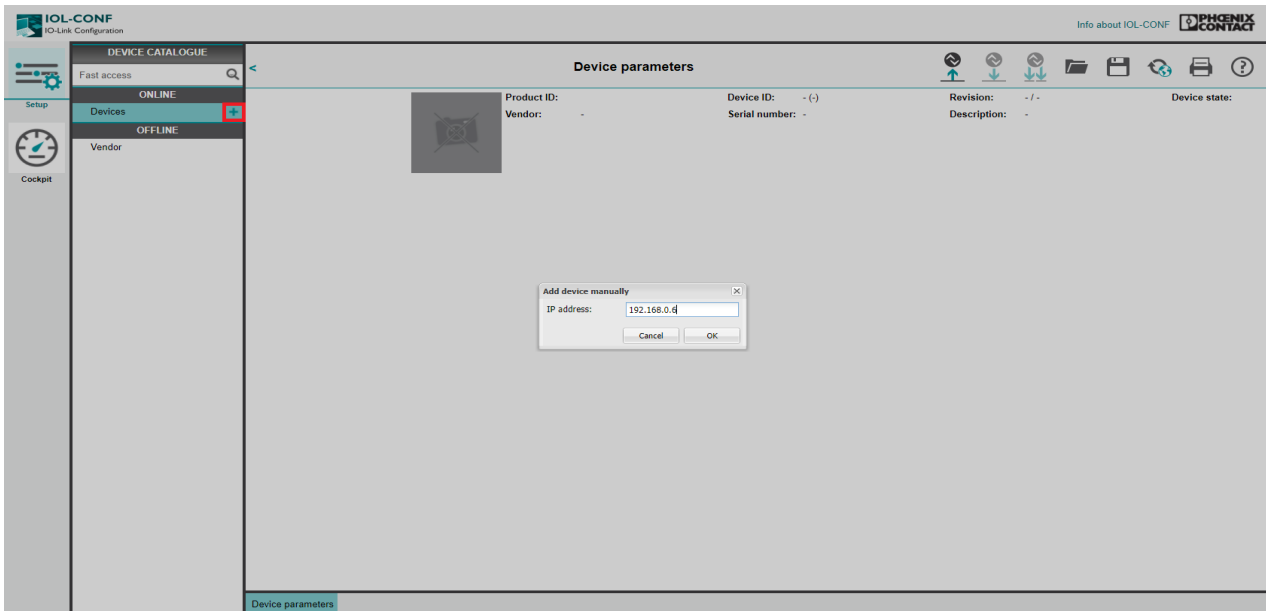 IOL-CONF
IO-Link Configuration
Info about IOL-CONF
PHŒNIX
CONTACT
DEVICE CATALOGUE
Fast access
<
Device parameters
Setup
ONLINE
Devices +
OFFLINE
Vendor
Cockpit
Product ID:
Vendor: -
Device ID: - (-)
Serial number: -
Revision: - / -
Description: -
Device state:
Add device manually
IP address: 192.168.0.6
Cancel OK
Device parameters